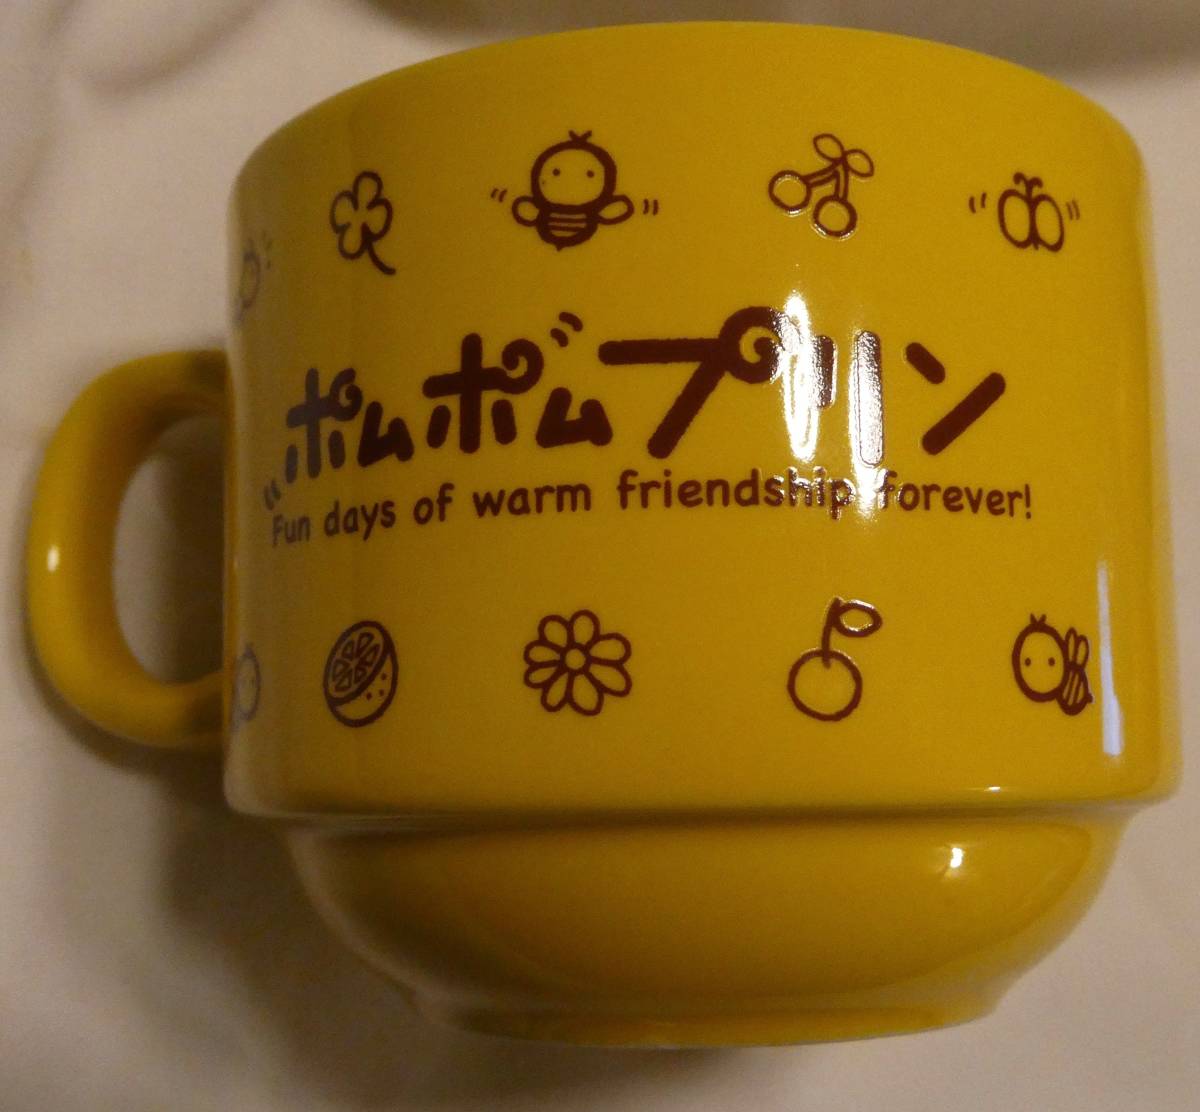 ポムポムプリン
Fun days of warm friendship forever!